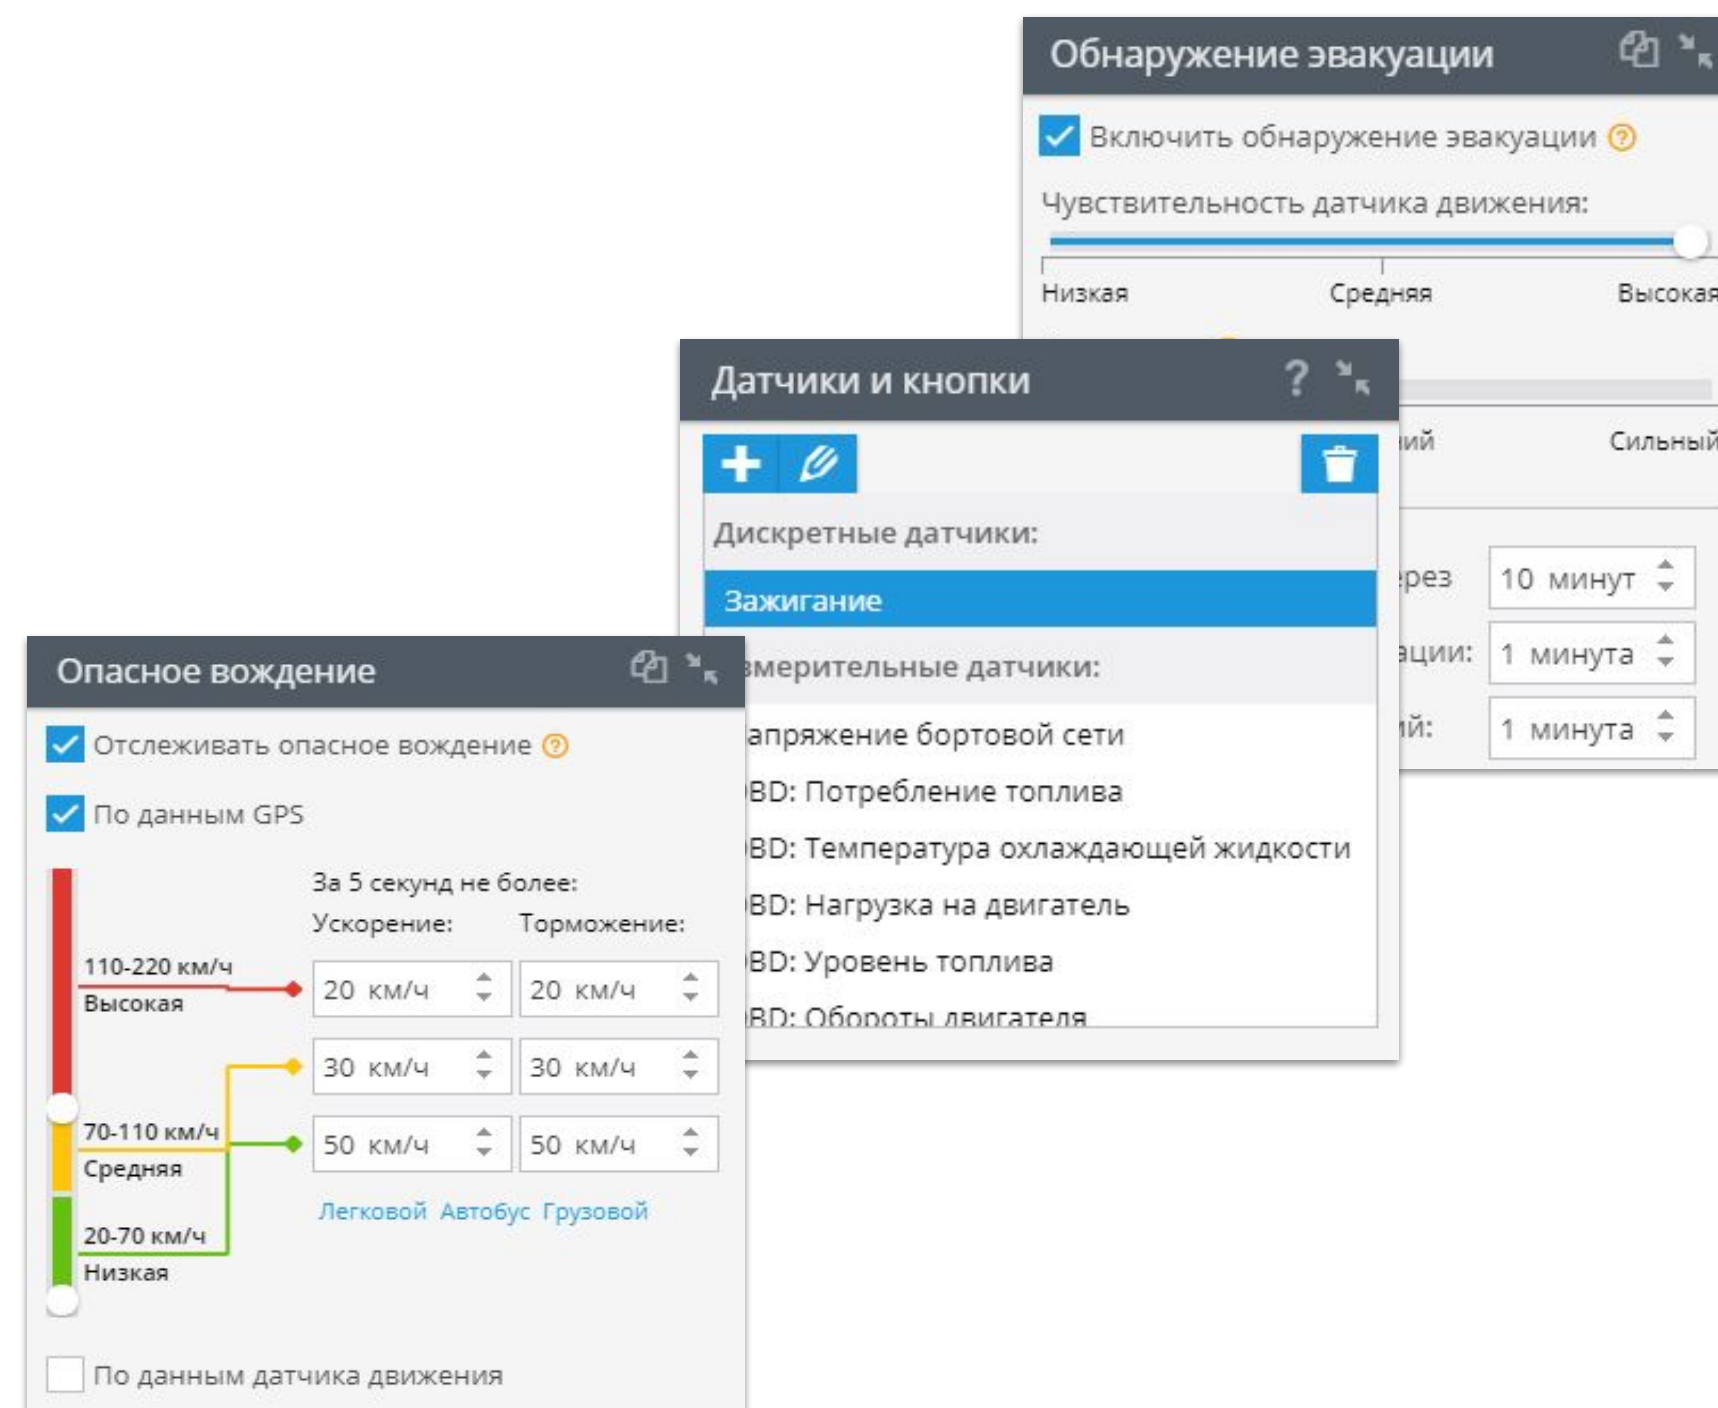 Обнаружение эвакуации
Включить обнаружение эвакуации
Чувствительность датчика движения:
Низкая Средняя Высокая
Сильный
10 минут
1 минута
1 минута
Датчики и кнопки ?
Дискретные датчики:
Зажигание
змерительные датчики:
апряжение бортовой сети
BD: Потребление топлива
BD: Температура охлаждающей жидкости
BD: Нагрузка на двигатель
BD: Уровень топлива
BD: Обороты двигателя
Опасное вождение
Отслеживать опасное вождение ?
По данным GPS
За 5 секунд не более:
Ускорение: Торможение:
110-220 км/ч
Высокая
20 км/ч 20 км/ч
30 км/ч 30 км/ч
70-110 км/ч
Средняя
50 км/ч 50 км/ч
Легковой Автобус Грузовой
20-70 км/ч
Низкая
По данным датчика движения